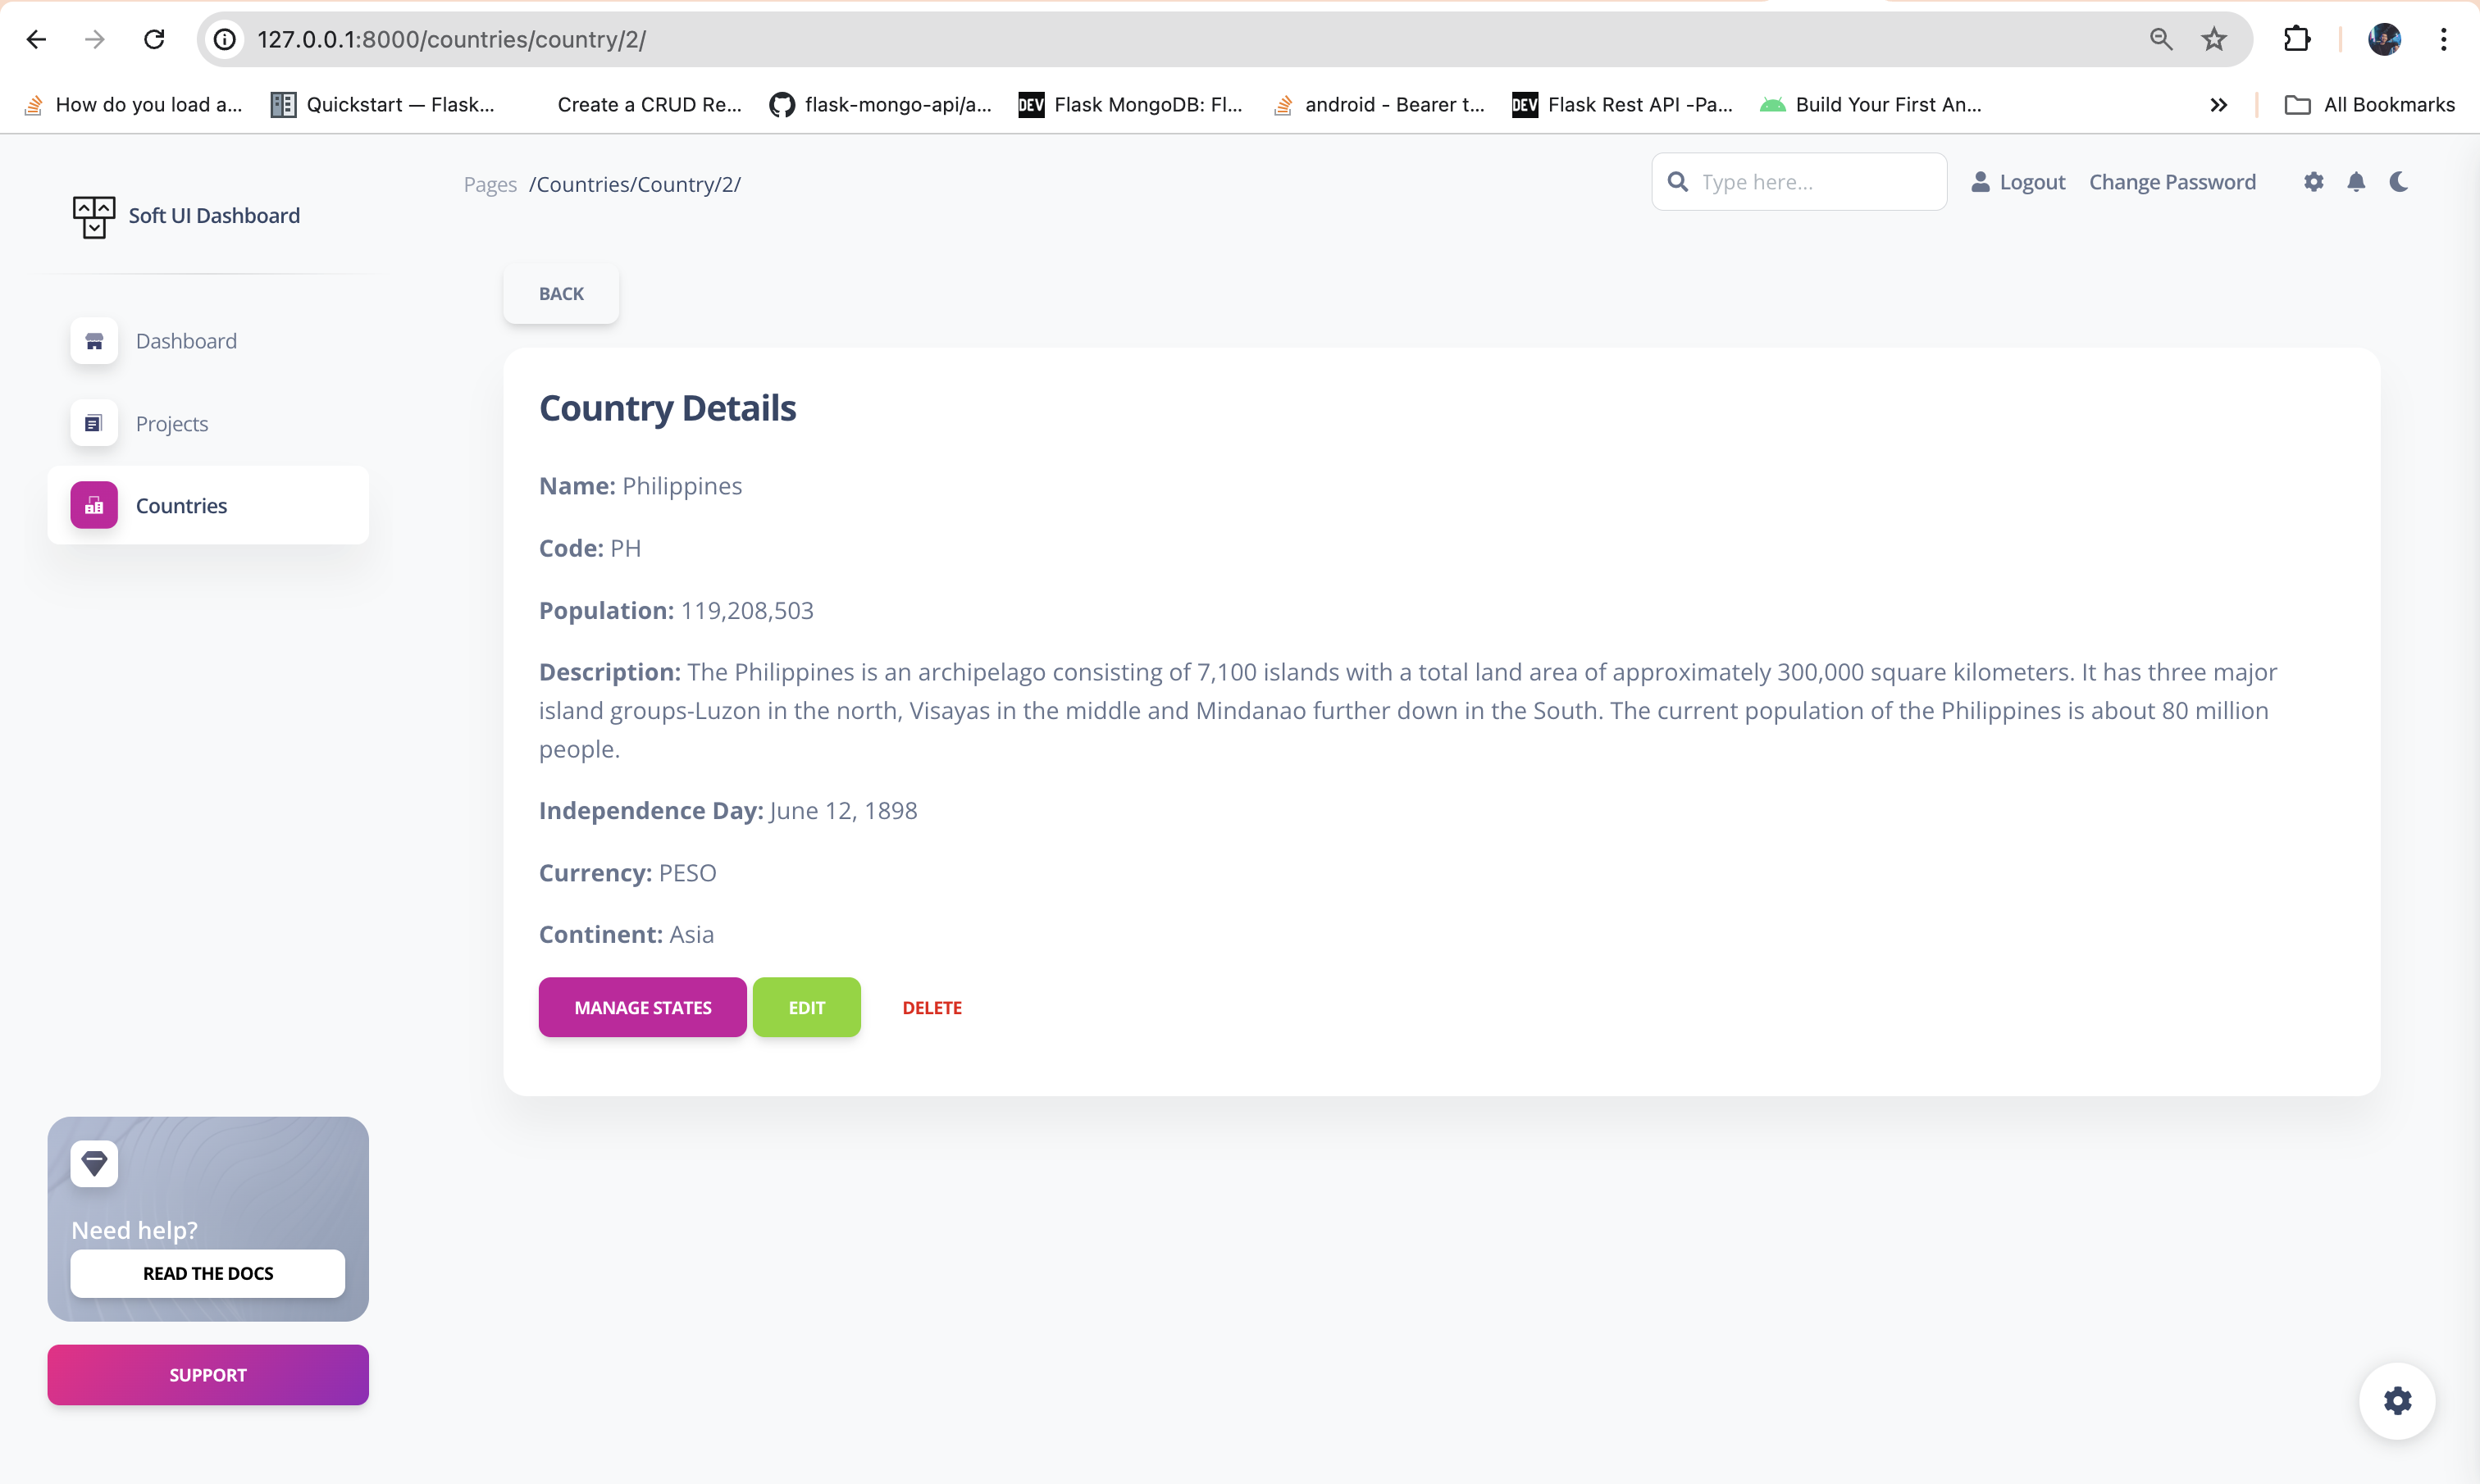 127.0.0.1:8000/countries/country/2/
How do you load a...
Quickstart — Flask...
Create a CRUD Re...
flask-mongo-api/a...
DEV Flask MongoDB: Fl...
android - Bearer t...
DEV Flask Rest API -Pa...
Build Your First An...
All Bookmarks
Soft UI Dashboard
Pages /Countries/Country/2/
Type here...
Logout
Change Password
Dashboard
Projects
Countries
BACK
Country Details
Name: Philippines
Code: PH
Population: 119,208,503
Description: The Philippines is an archipelago consisting of 7,100 islands with a total land area of approximately 300,000 square kilometers. It has three major
island groups-Luzon in the north, Visayas in the middle and Mindanao further down in the South. The current population of the Philippines is about 80 million
people.
Independence Day: June 12, 1898
Currency: PESO
Continent: Asia
MANAGE STATES
EDIT
DELETE
Need help?
READ THE DOCS
SUPPORT